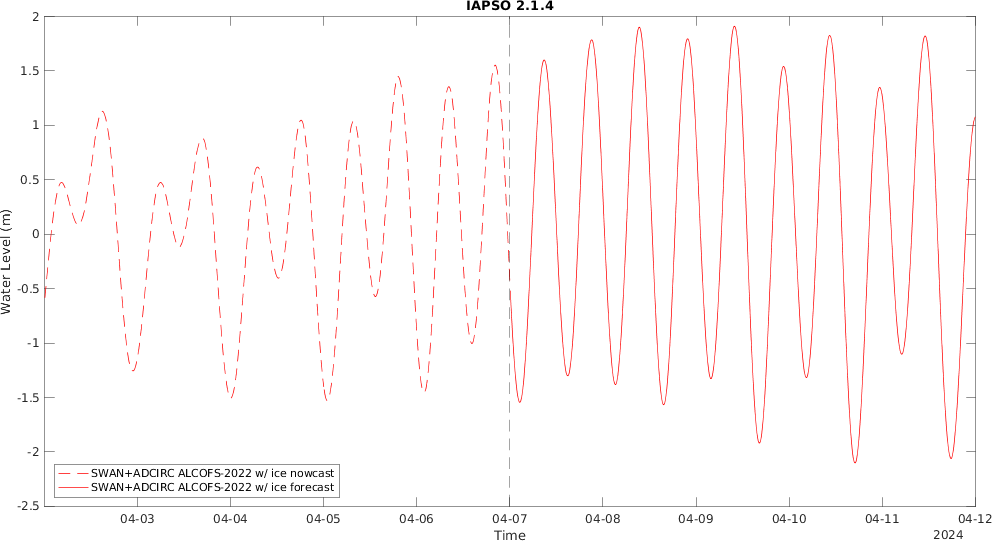 IAPSO 2.1.4
2
1.5
1
0.5
0
-0.5
-1
-1.5
-2
-2.5
Water Level (m)
SWAN+ADCIRC ALCOFS-2022 w/ ice nowcast
SWAN+ADCIRC ALCOFS-2022 w/ ice forecast
04-03 04-04 04-05 04-06 04-07 04-08 04-09 04-10 04-11 04-12
Time
2024